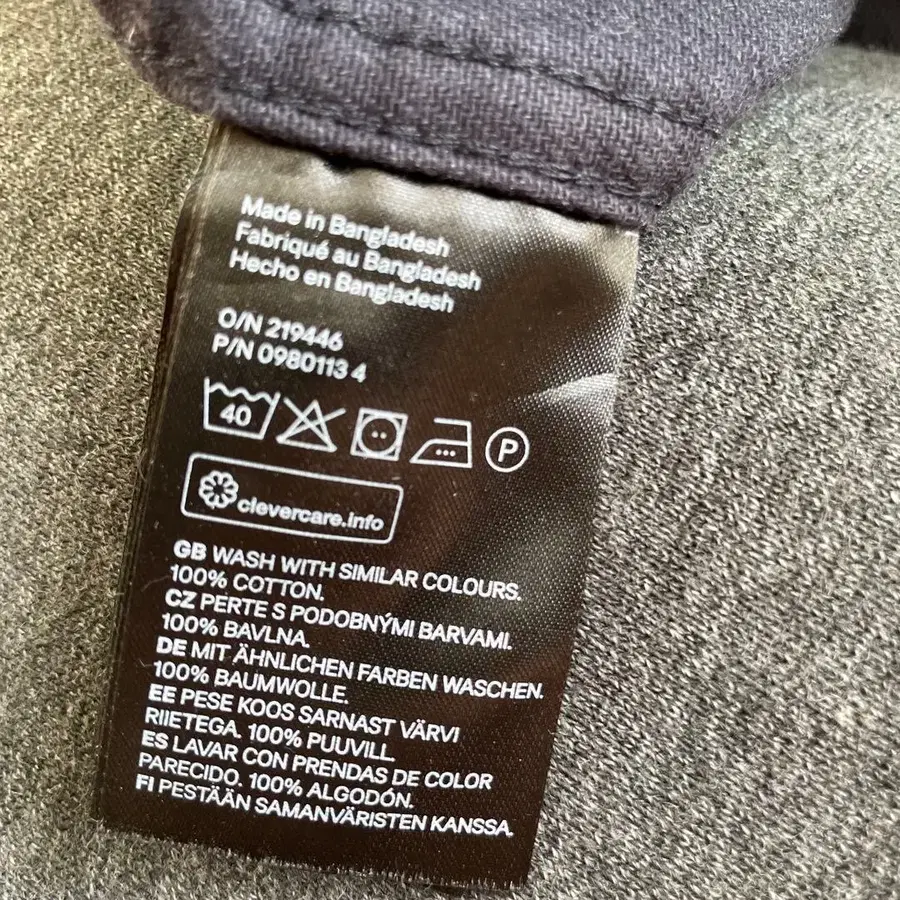 Made in Bangladesh
Fabriqué au Bangladesh
Hecho en Bangladesh
O/N 219446
P/N 0980113 4
40
P
clevercare.info
GB WASH WITH SIMILAR COLOURS.
100% COTTON.
CZ PERTE S PODOBNÝMI BARVAMI.
100% BAVLNA.
DE MIT ÄHNLICHEN FARBEN WASCHEN.
100% BAUMWOLLE.
EE PESE KOOS SARNAST VÄRVI
RIIETEGA. 100% PUUVILL.
ES LAVAR CON PRENDAS DE COLOR
PARECIDO. 100% ALGODÓN.
FI PESTÄÄN SAMANVÄRISTEN KANSSA.